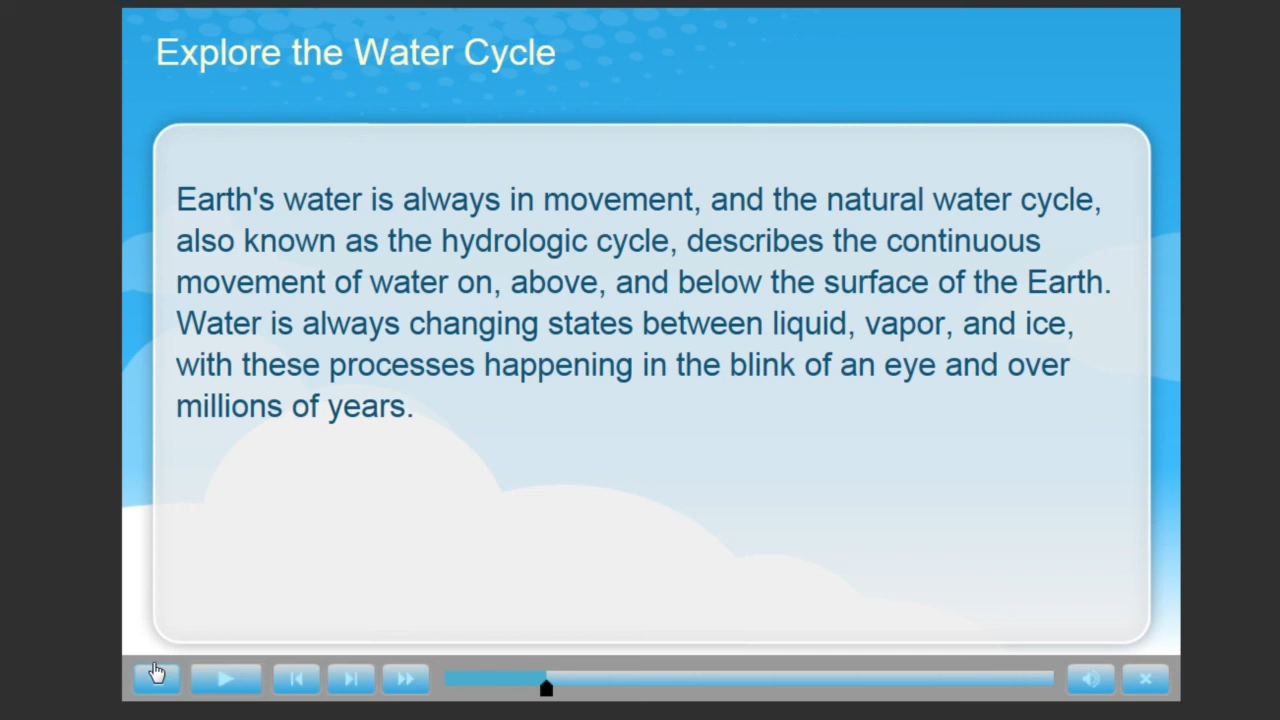 Explore the Water Cycle
Earth's water is always in movement, and the natural water cycle,
also known as the hydrologic cycle, describes the continuous
movement of water on, above, and below the surface of the Earth.
Water is always changing states between liquid, vapor, and ice,
with these processes happening in the blink of an eye and over
millions of years.